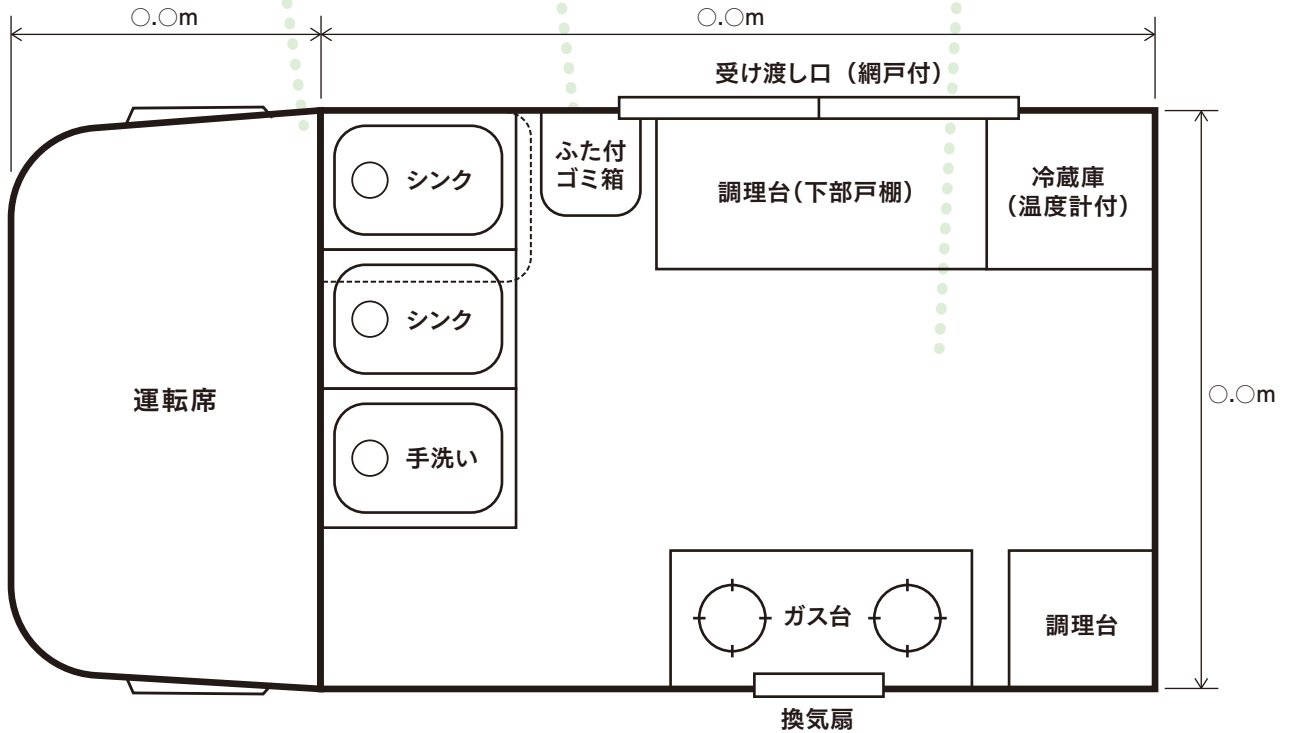 ○.○m
○.○m
受け渡し口（網戸付）
ふた付
ゴミ箱
シンク
調理台（下部戸棚）
冷蔵庫
（温度計付）
シンク
運転席
○.○m
手洗い
ガス台
調理台
換気扇